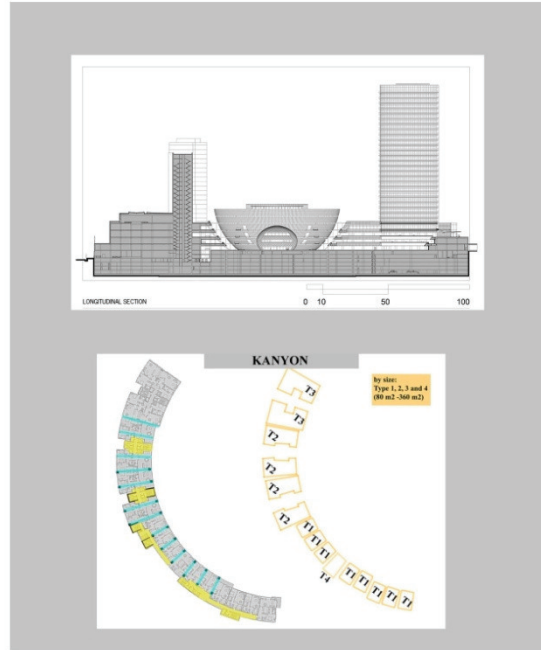 LONGITUDINAL SECTION
0 10 50 100
KANYON
by size:
Type 1, 2, 3 and 4
(80 m2 -360 m2)
T3
T3
T2
T2
T2
T2
T1
T1
T1
T4
T1
T1
T1
T1
T1